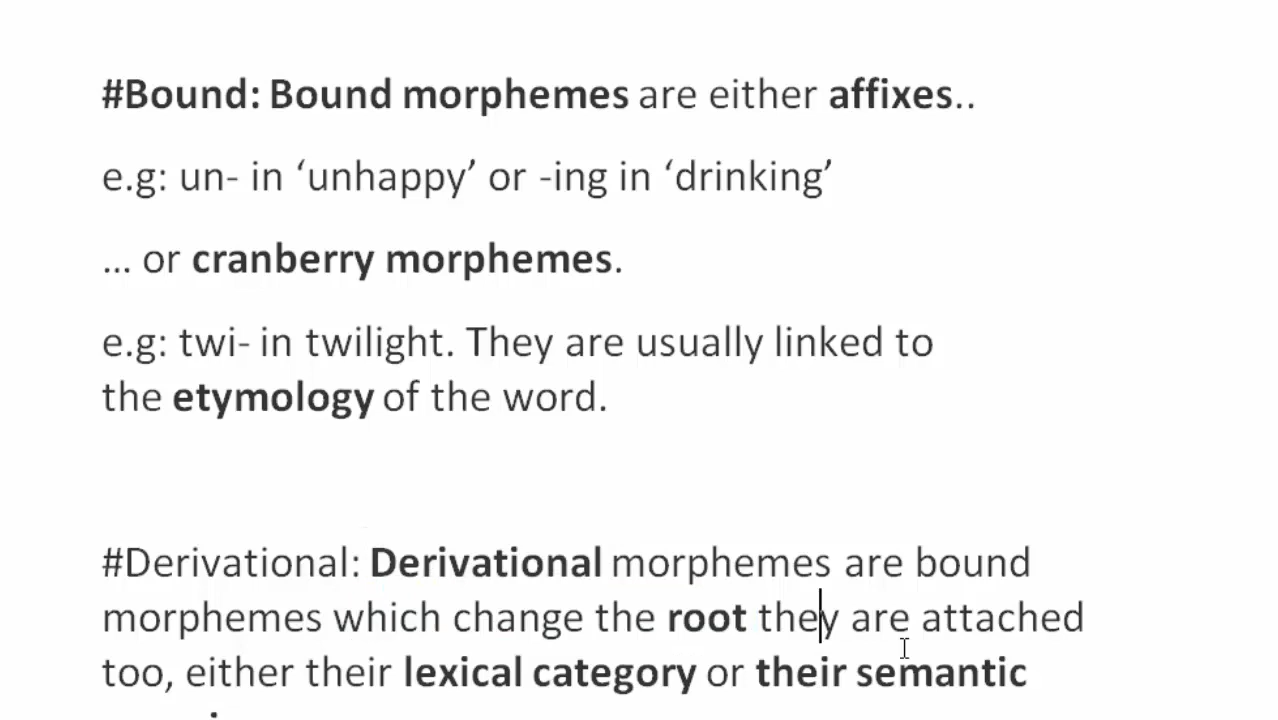 #Bound: Bound morphemes are either affixes..
e.g: un- in ‘unhappy’ or -ing in ‘drinking’
... or cranberry morphemes.
e.g: twi- in twilight. They are usually linked to
the etymology of the word.
#Derivational: Derivational morphemes are bound
morphemes which change the root they are attached
too, either their lexical category or their semantic